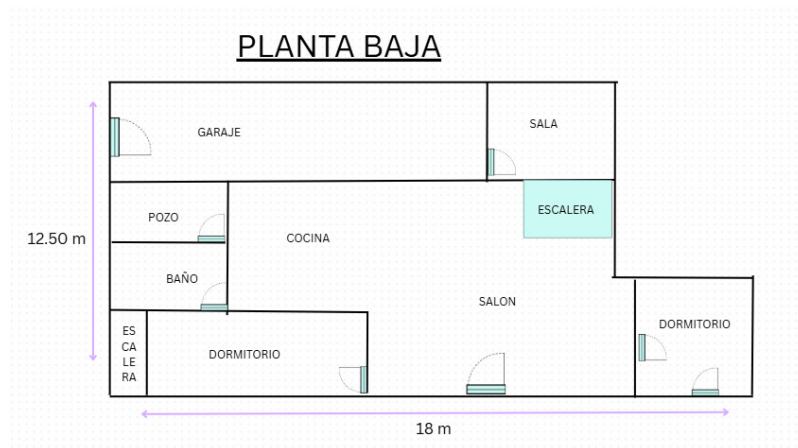 PLANTA BAJA
GARAJE
SALA
POZO
ESCALERA
12.50 m
COCINA
BAÑO
SALON
ES
CA
LE
RA
DORMITORIO
DORMITORIO
18 m